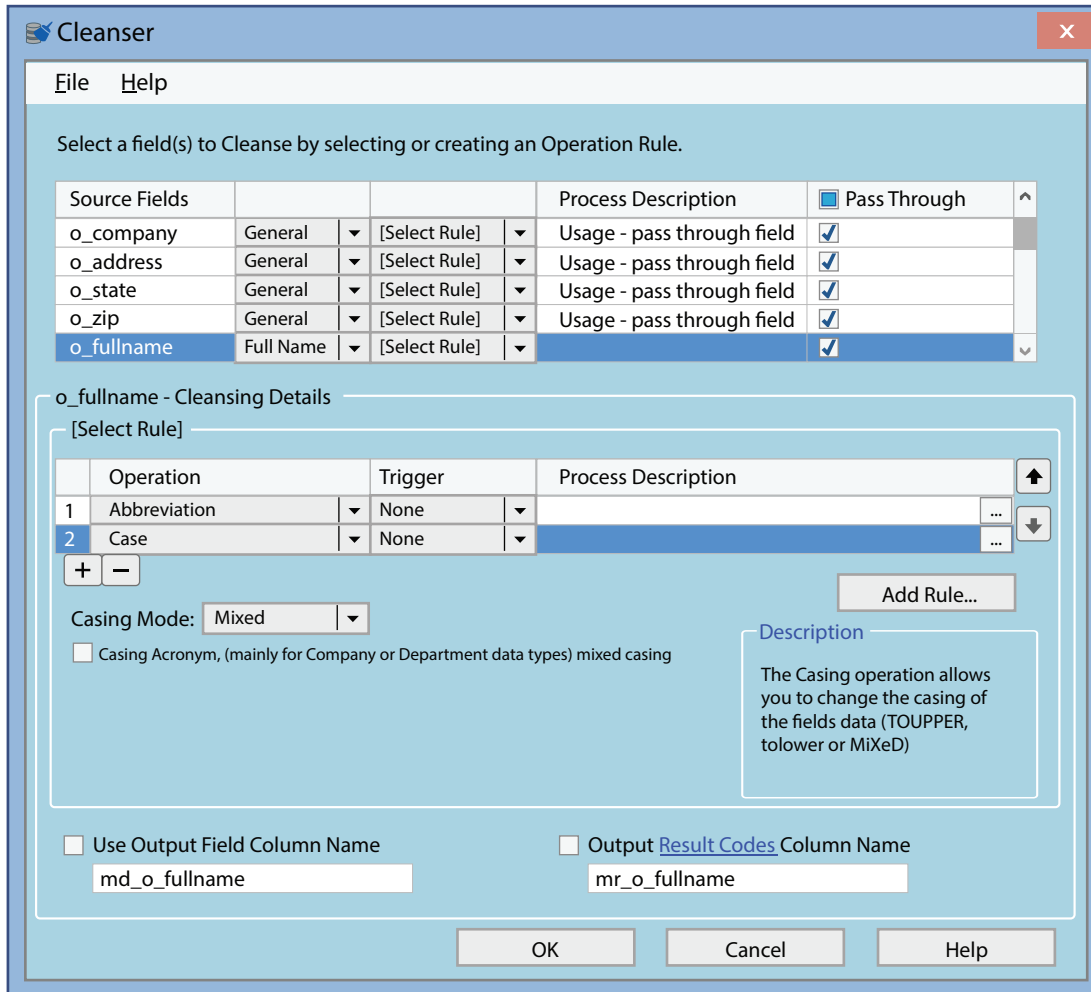 Cleanser
x
File Help
Select a field(s) to Cleanse by selecting or creating an Operation Rule.
Source Fields Process Description Pass Through
o_company General [Select Rule] Usage - pass through field
o_address General [Select Rule] Usage - pass through field
o_state General [Select Rule] Usage - pass through field
o_zip General [Select Rule] Usage - pass through field
o_fullname Full Name [Select Rule]
o_fullname - Cleansing Details
[Select Rule]
Operation Trigger Process Description
1 Abbreviation None ...
2 Case None ...
+ −
Add Rule...
Casing Mode: Mixed
Casing Acronym, (mainly for Company or Department data types) mixed casing
Description
The Casing operation allows
you to change the casing of
the fields data (TOUPPER,
tolower or MiXeD)
Use Output Field Column Name Output Result Codes Column Name
md_o_fullname mr_o_fullname
OK Cancel Help